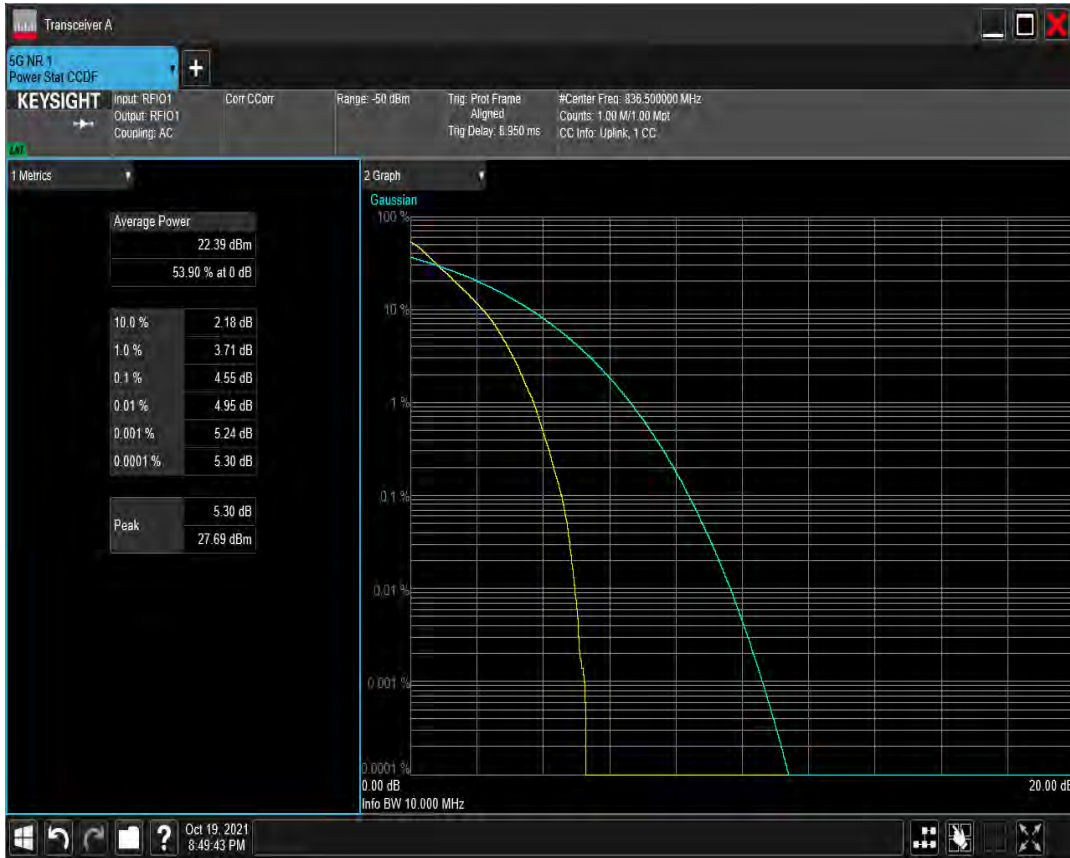 Transceiver A
5G NR 1
Power Stat CCDF
KEYSIGHT
Input: RFIO1
Output: RFIO1
Coupling: AC
Corr CCorr
Range: -50 dBm
Trig: Prot Frame
Aligned
Trig Delay: 8.950 ms
#Center Freq: 836.500000 MHz
Counts: 1.00 M/1.00 Mpt
CC Info: Uplink, 1 CC
1 Metrics
Average Power
22.39 dBm
53.90 % at 0 dB
10.0 % 2.18 dB
1.0 % 3.71 dB
0.1 % 4.55 dB
0.01 % 4.95 dB
0.001 % 5.24 dB
0.0001 % 5.30 dB
Peak
5.30 dB
27.69 dBm
2 Graph
Gaussian
100 %
10 %
1 %
0.1 %
0.01 %
0.001 %
0.0001 %
0.00 dB 20.00 dB
Info BW 10.000 MHz
Oct 19, 2021
8:49:43 PM